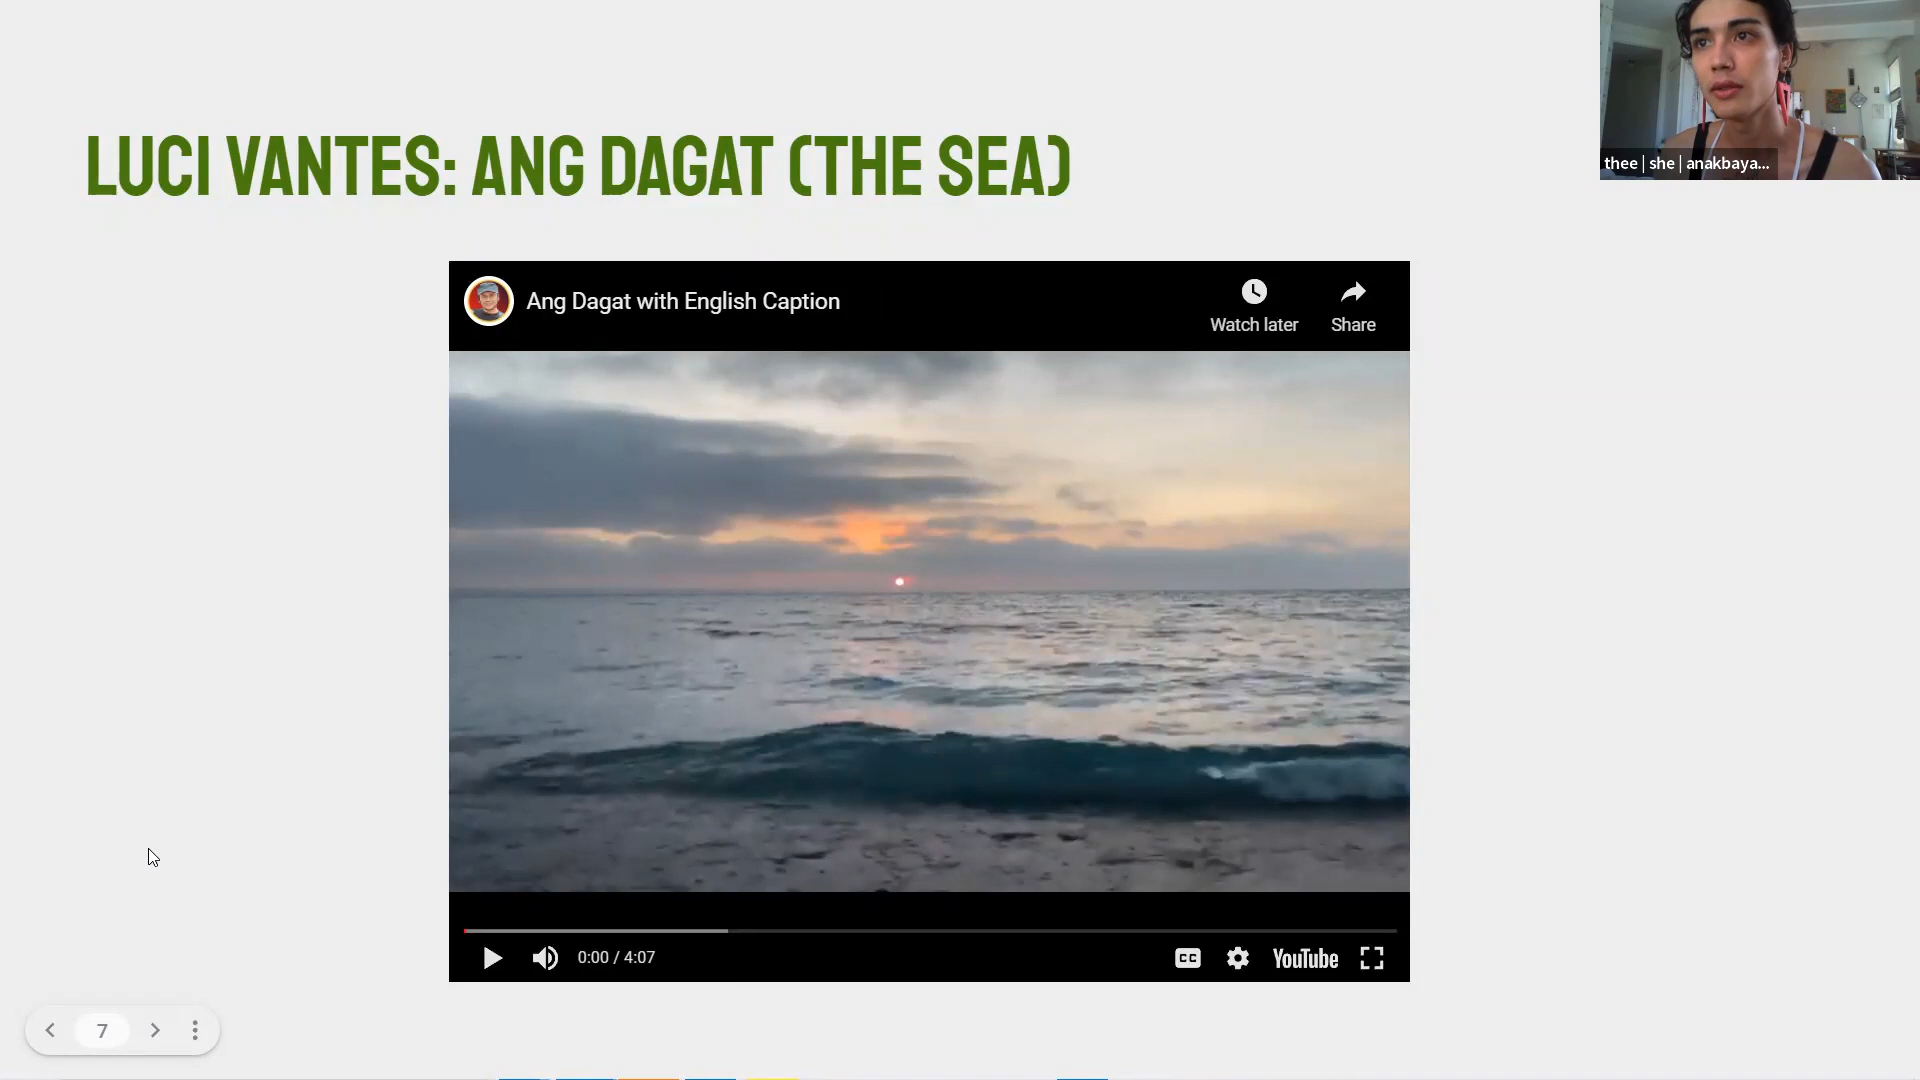 LUCI VANTES: ANG DAGAT (THE SEA)
thee | she | anakbaya...
Ang Dagat with English Caption
Watch later
Share
0:00 / 4:07
CC
YouTube
7